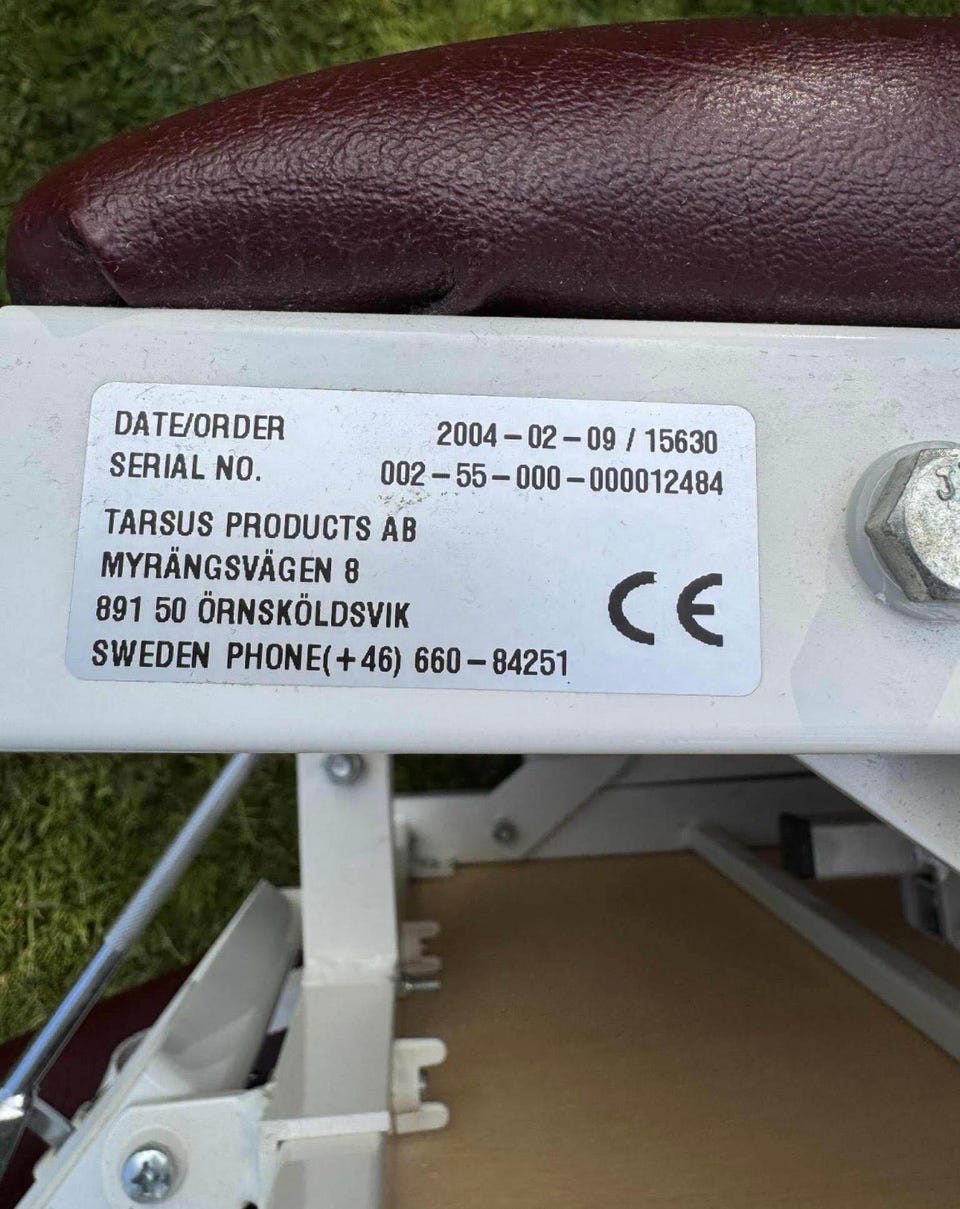 DATE/ORDER 2004-02-09 / 15630
SERIAL NO. 002-55-000-000012484
TARSUS PRODUCTS AB
MYRÄNGSVÄGEN 8
891 50 ÖRNSKÖLDSVIK
SWEDEN PHONE(+46) 660-84251
CE